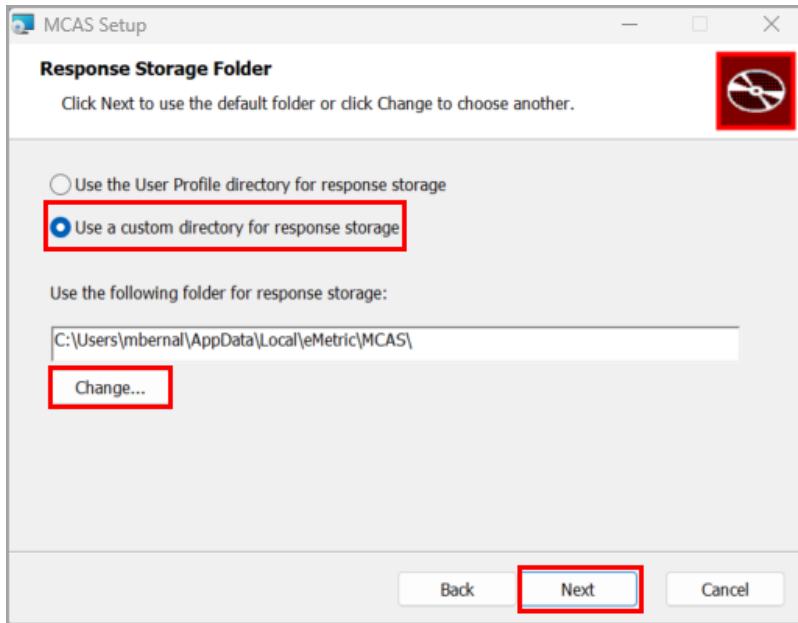 MCAS Setup
Response Storage Folder
Click Next to use the default folder or click Change to choose another.
Use the User Profile directory for response storage
Use a custom directory for response storage
Use the following folder for response storage:
C:\Users\mbernal\AppData\Local\eMetric\MCAS\
Change...
Back Next Cancel